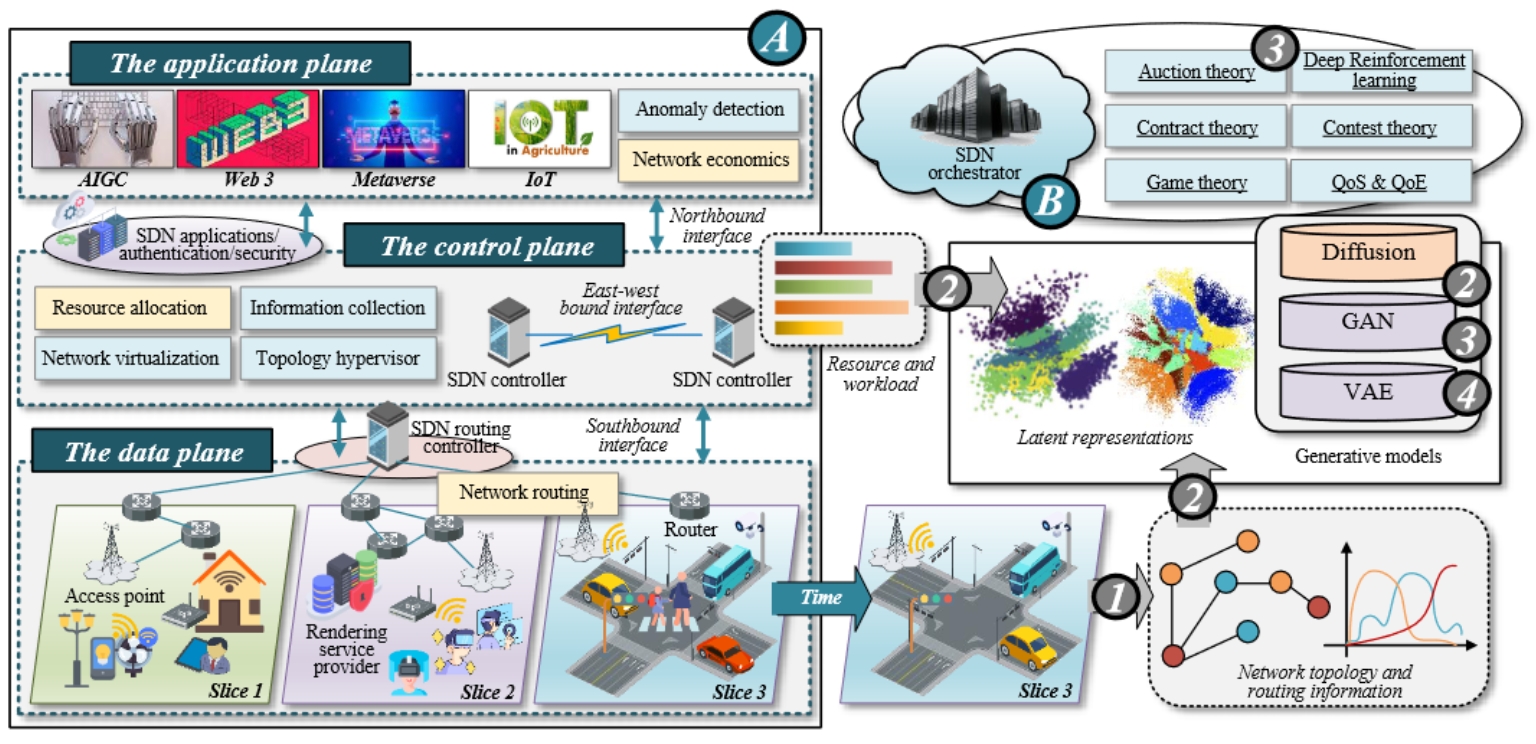 A
The application plane
WEB3
METAVERSE
IOT
in Agriculture
AIGC
Web 3
Metaverse
IoT
Anomaly detection
Network economics
SDN applications/
authentication/security
Northbound
interface
The control plane
Resource allocation
Information collection
Network virtualization
Topology hypervisor
East-west
bound interface
SDN controller
SDN controller
Resource and
workload
SDN routing
controller
Southbound
interface
The data plane
Network routing
Router
Access point
Slice 1
Rendering
service
provider
Slice 2
Slice 3
Time
Slice 3
1
Network topology and
routing information
2
2
Latent representations
Diffusion
2
GAN
3
VAE
4
Generative models
SDN
orchestrator
B
3
Auction theory
Deep Reinforcement
learning
Contract theory
Contest theory
Game theory
QoS & QoE